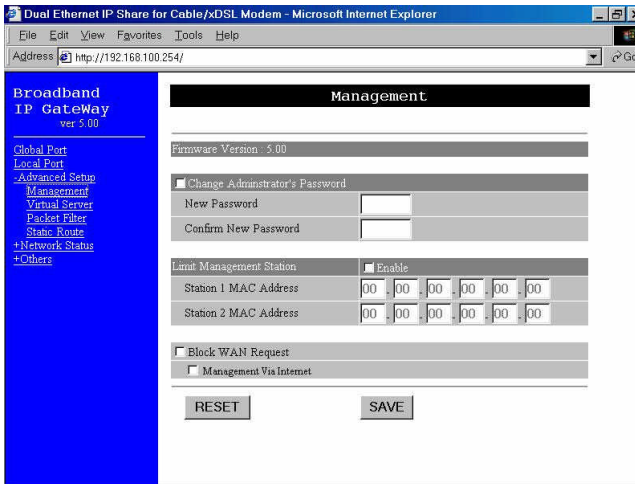 Dual Ethernet IP Share for Cable/xDSL Modem - Microsoft Internet Explorer
File Edit View Favorites Tools Help
Address http://192.168.100.254/ Go
Broadband
IP GateWay
ver 5.00
Global Port
Local Port
-Advanced Setup
Management
Virtual Server
Packet Filter
Static Route
+Network Status
+Others
Management
Firmware Version : 5.00
Change Adminstrator's Password
New Password
Confirm New Password
Limit Management Station Enable
Station 1 MAC Address 00 . 00 . 00 . 00 . 00 . 00
Station 2 MAC Address 00 . 00 . 00 . 00 . 00 . 00
Block WAN Request
Management Via Internet
RESET SAVE